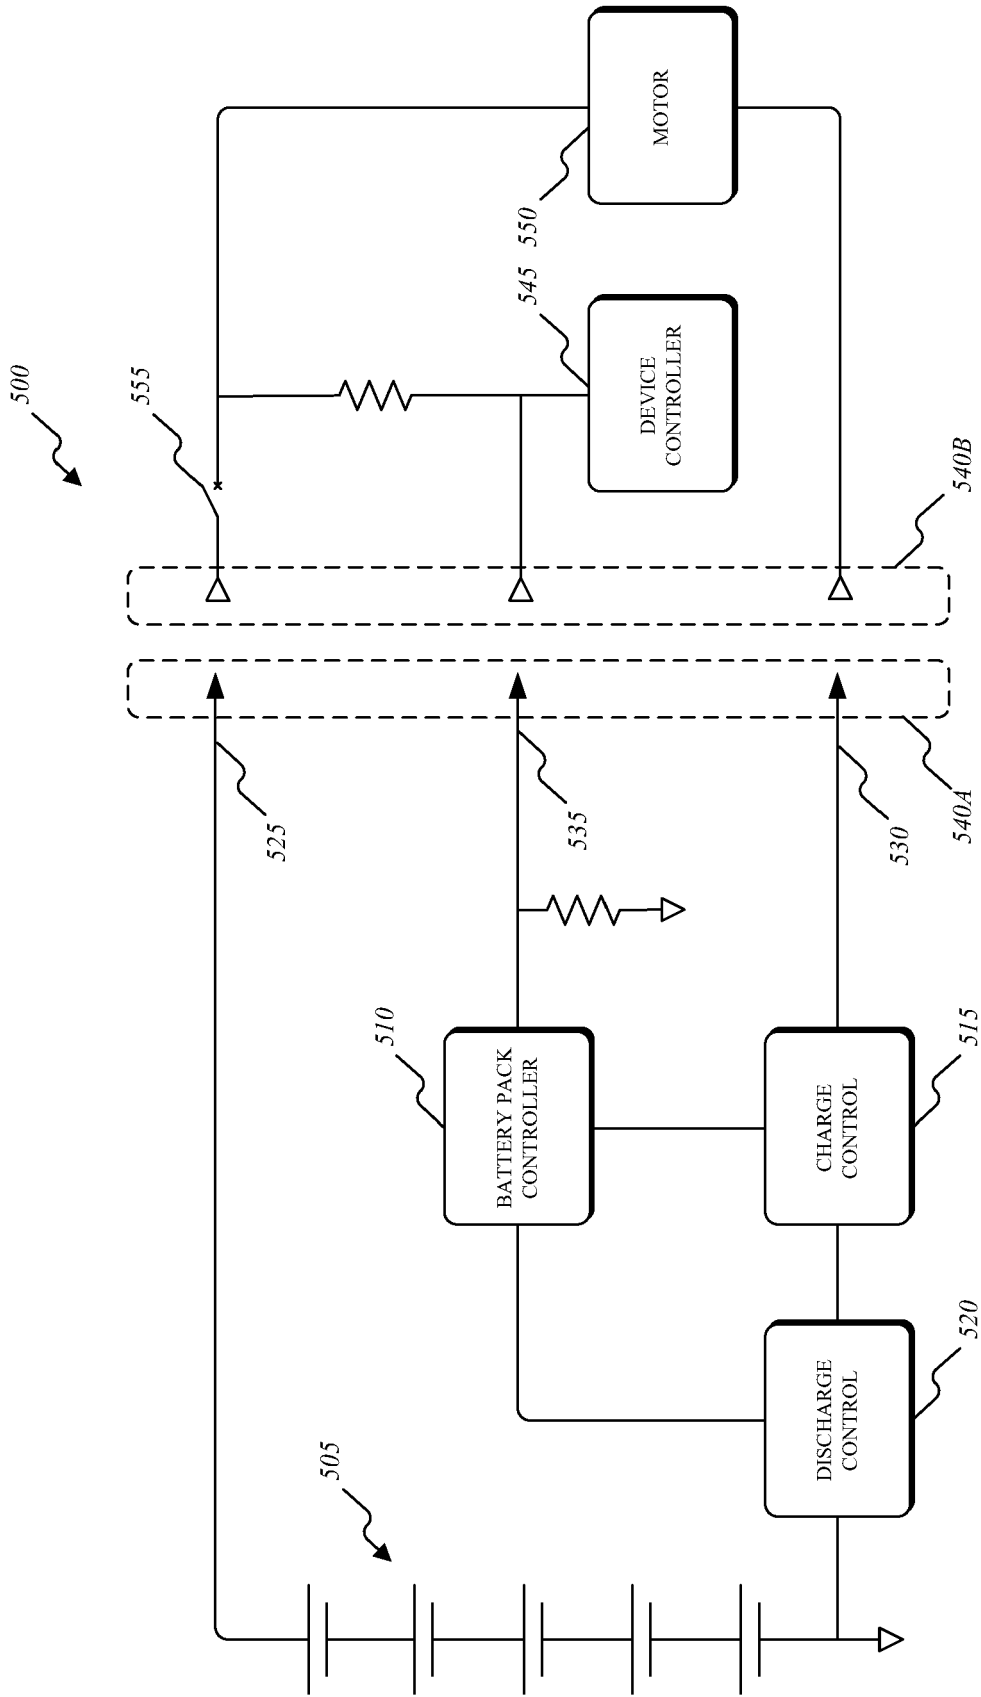 500
555
545
550
DEVICE
CONTROLLER
MOTOR
540B
540A
525
535
530
510
BATTERY PACK
CONTROLLER
515
CHARGE
CONTROL
520
DISCHARGE
CONTROL
505